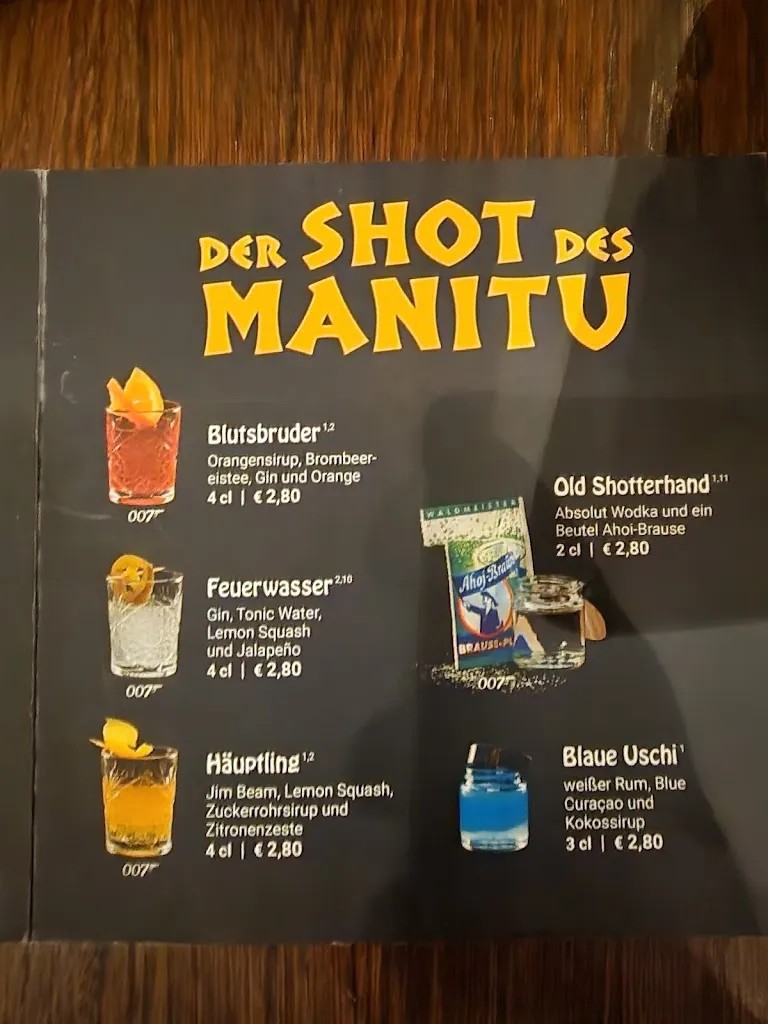 DER SHOT DES
MANITU
Blutsbruder 1,2
Orangensirup, Brombeer-
eistee, Gin und Orange
4 cl | € 2,80
007
Feuerwasser 2,10
Gin, Tonic Water,
Lemon Squash
und Jalapeño
4 cl | € 2,80
007
Häuptling 1,2
Jim Beam, Lemon Squash,
Zuckerrohrsirup und
Zitronenzeste
4 cl | € 2,80
007
Old Shotterhand 1,11
Absolut Wodka und ein
Beutel Ahoi-Brause
2 cl | € 2,80
WALDMEISTER
Ahoj-Brause
007
Blaue Uschi 1
weißer Rum, Blue
Curaçao und
Kokossirup
3 cl | € 2,80